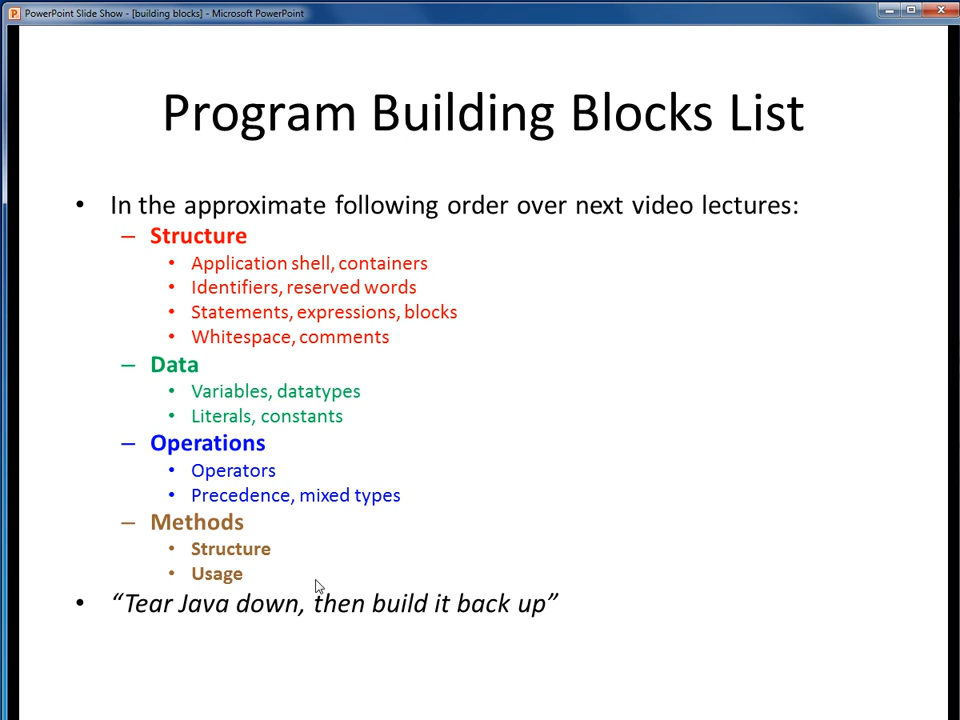 PowerPoint Slide Show - [building blocks] - Microsoft PowerPoint
Program Building Blocks List
• In the approximate following order over next video lectures:
– Structure
• Application shell, containers
• Identifiers, reserved words
• Statements, expressions, blocks
• Whitespace, comments
– Data
• Variables, datatypes
• Literals, constants
– Operations
• Operators
• Precedence, mixed types
– Methods
• Structure
• Usage
• “Tear Java down, then build it back up”